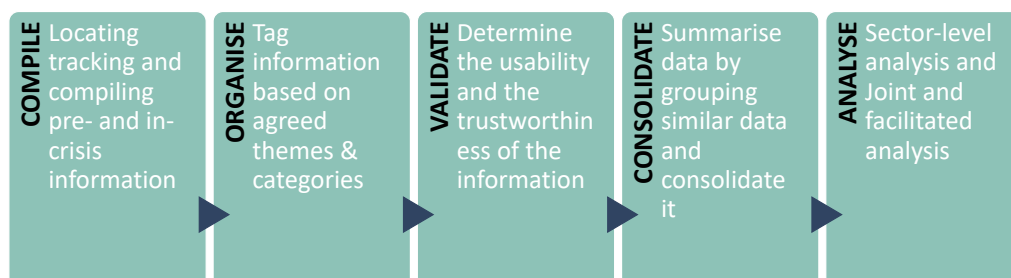 COMPILE
Locating
tracking and
compiling
pre- and in-
crisis
information
ORGANISE
Tag
information
based on
agreed
themes &
categories
VALIDATE
Determine
the usability
and the
trustworthin
ess of the
information
CONSOLIDATE
Summarise
data by
grouping
similar data
and
consolidate
it
ANALYSE
Sector-level
analysis and
Joint and
facilitated
analysis